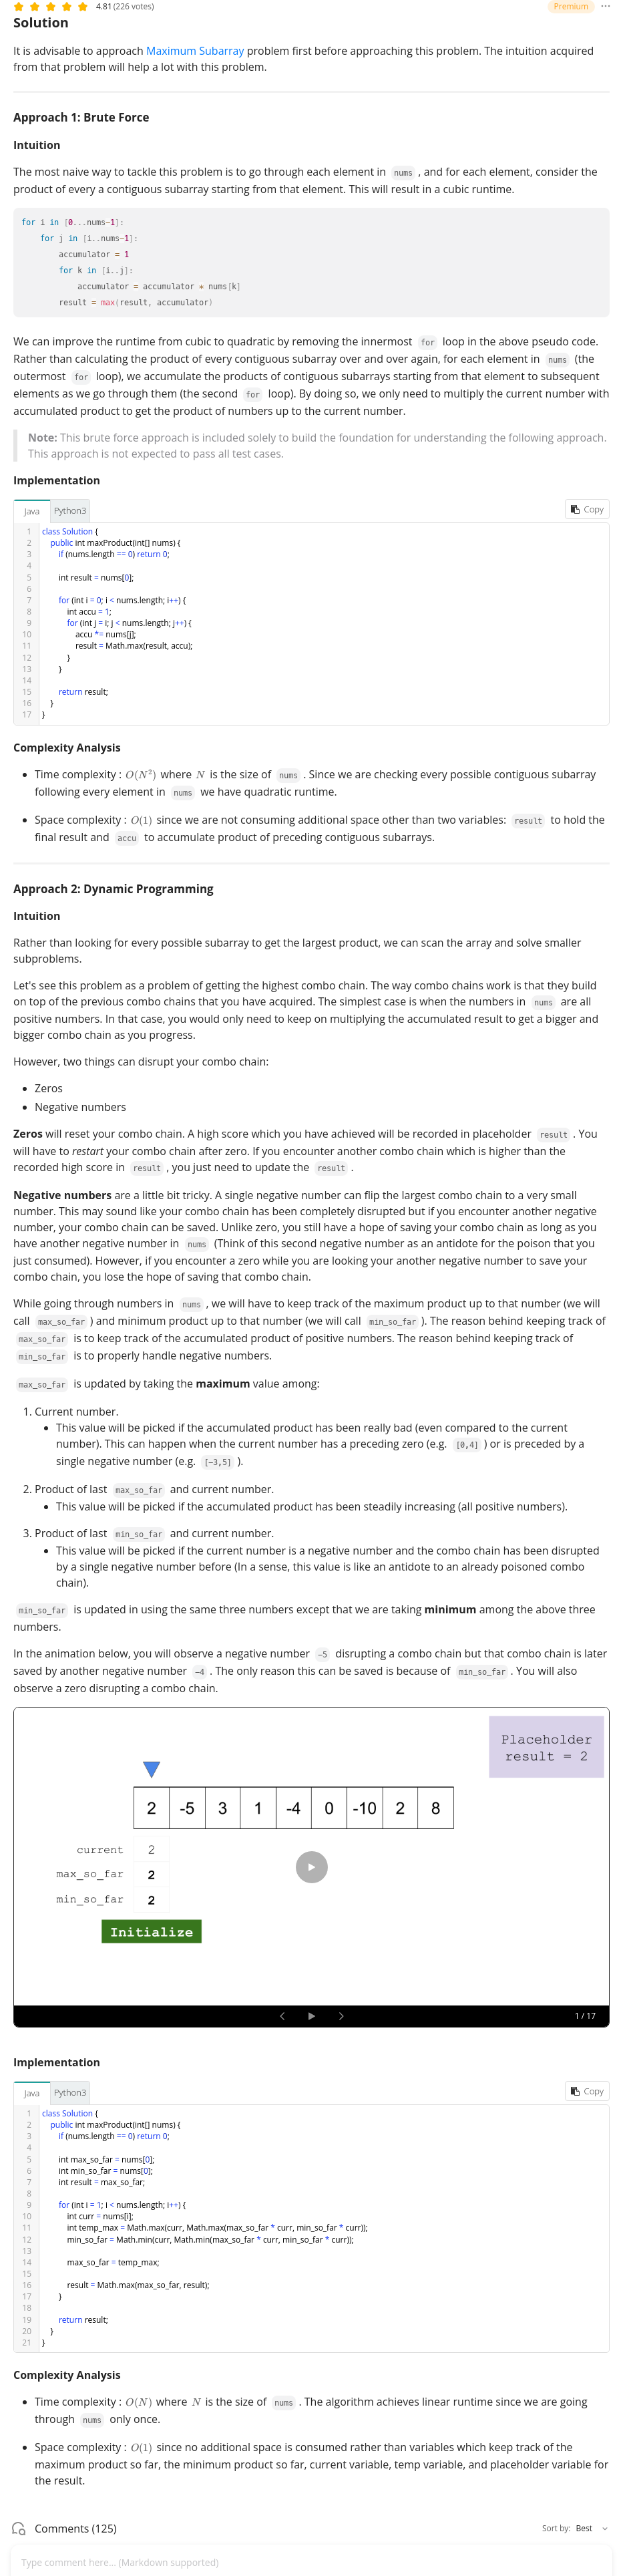 4.81 (226 votes)
Premium
Solution
It is advisable to approach Maximum Subarray problem first before approaching this problem. The intuition acquired
from that problem will help a lot with this problem.
Approach 1: Brute Force
Intuition
The most naive way to tackle this problem is to go through each element in nums , and for each element, consider the
product of every a contiguous subarray starting from that element. This will result in a cubic runtime.
for i in [0...nums-1]:
    for j in [i..nums-1]:
        accumulator = 1
        for k in [i..j]:
            accumulator = accumulator * nums[k]
        result = max(result, accumulator)
We can improve the runtime from cubic to quadratic by removing the innermost for loop in the above pseudo code.
Rather than calculating the product of every contiguous subarray over and over again, for each element in nums (the
outermost for loop), we accumulate the products of contiguous subarrays starting from that element to subsequent
elements as we go through them (the second for loop). By doing so, we only need to multiply the current number with
accumulated product to get the product of numbers up to the current number.
Note: This brute force approach is included solely to build the foundation for understanding the following approach.
This approach is not expected to pass all test cases.
Implementation
Java Python3 Copy
1 class Solution {
2     public int maxProduct(int[] nums) {
3         if (nums.length == 0) return 0;
4
5         int result = nums[0];
6
7         for (int i = 0; i < nums.length; i++) {
8             int accu = 1;
9             for (int j = i; j < nums.length; j++) {
10                 accu *= nums[j];
11                 result = Math.max(result, accu);
12             }
13         }
14
15         return result;
16     }
17 }
Complexity Analysis
• Time complexity : O(N²) where N is the size of nums . Since we are checking every possible contiguous subarray
following every element in nums we have quadratic runtime.
• Space complexity : O(1) since we are not consuming additional space other than two variables: result to hold the
final result and accu to accumulate product of preceding contiguous subarrays.
Approach 2: Dynamic Programming
Intuition
Rather than looking for every possible subarray to get the largest product, we can scan the array and solve smaller
subproblems.
Let's see this problem as a problem of getting the highest combo chain. The way combo chains work is that they build
on top of the previous combo chains that you have acquired. The simplest case is when the numbers in nums are all
positive numbers. In that case, you would only need to keep on multiplying the accumulated result to get a bigger and
bigger combo chain as you progress.
However, two things can disrupt your combo chain:
• Zeros
• Negative numbers
Zeros will reset your combo chain. A high score which you have achieved will be recorded in placeholder result . You
will have to restart your combo chain after zero. If you encounter another combo chain which is higher than the
recorded high score in result , you just need to update the result .
Negative numbers are a little bit tricky. A single negative number can flip the largest combo chain to a very small
number. This may sound like your combo chain has been completely disrupted but if you encounter another negative
number, your combo chain can be saved. Unlike zero, you still have a hope of saving your combo chain as long as you
have another negative number in nums (Think of this second negative number as an antidote for the poison that you
just consumed). However, if you encounter a zero while you are looking your another negative number to save your
combo chain, you lose the hope of saving that combo chain.
While going through numbers in nums , we will have to keep track of the maximum product up to that number (we will
call max_so_far ) and minimum product up to that number (we will call min_so_far ). The reason behind keeping track of
max_so_far is to keep track of the accumulated product of positive numbers. The reason behind keeping track of
min_so_far is to properly handle negative numbers.
max_so_far is updated by taking the maximum value among:
1. Current number.
• This value will be picked if the accumulated product has been really bad (even compared to the current
number). This can happen when the current number has a preceding zero (e.g. [0,4] ) or is preceded by a
single negative number (e.g. [-3,5] ).
2. Product of last max_so_far and current number.
• This value will be picked if the accumulated product has been steadily increasing (all positive numbers).
3. Product of last min_so_far and current number.
• This value will be picked if the current number is a negative number and the combo chain has been disrupted
by a single negative number before (In a sense, this value is like an antidote to an already poisoned combo
chain).
min_so_far is updated in using the same three numbers except that we are taking minimum among the above three
numbers.
In the animation below, you will observe a negative number -5 disrupting a combo chain but that combo chain is later
saved by another negative number -4 . The only reason this can be saved is because of min_so_far . You will also
observe a zero disrupting a combo chain.
Placeholder
result = 2
2 -5 3 1 -4 0 -10 2 8
current 2
max_so_far 2
min_so_far 2
Initialize
1 / 17
Implementation
Java Python3 Copy
1 class Solution {
2     public int maxProduct(int[] nums) {
3         if (nums.length == 0) return 0;
4
5         int max_so_far = nums[0];
6         int min_so_far = nums[0];
7         int result = max_so_far;
8
9         for (int i = 1; i < nums.length; i++) {
10             int curr = nums[i];
11             int temp_max = Math.max(curr, Math.max(max_so_far * curr, min_so_far * curr));
12             min_so_far = Math.min(curr, Math.min(max_so_far * curr, min_so_far * curr));
13
14             max_so_far = temp_max;
15
16             result = Math.max(max_so_far, result);
17         }
18
19         return result;
20     }
21 }
Complexity Analysis
• Time complexity : O(N) where N is the size of nums . The algorithm achieves linear runtime since we are going
through nums only once.
• Space complexity : O(1) since no additional space is consumed rather than variables which keep track of the
maximum product so far, the minimum product so far, current variable, temp variable, and placeholder variable for
the result.
Comments (125)
Sort by: Best
Type comment here... (Markdown supported)